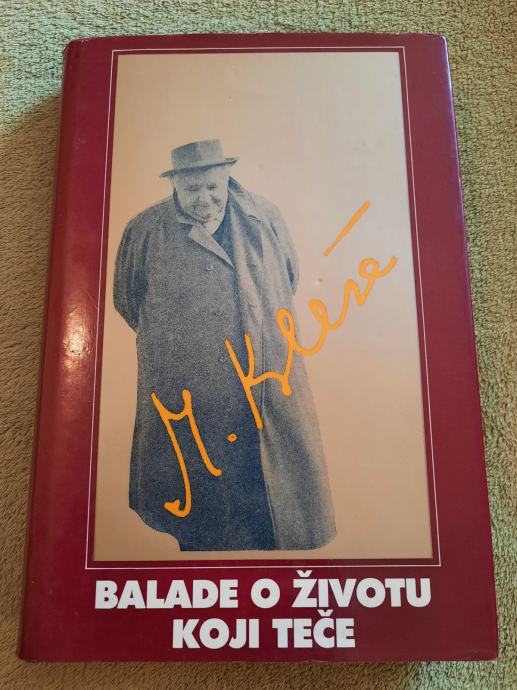 M. Krleža
BALADE O ŽIVOTU
KOJI TEČE